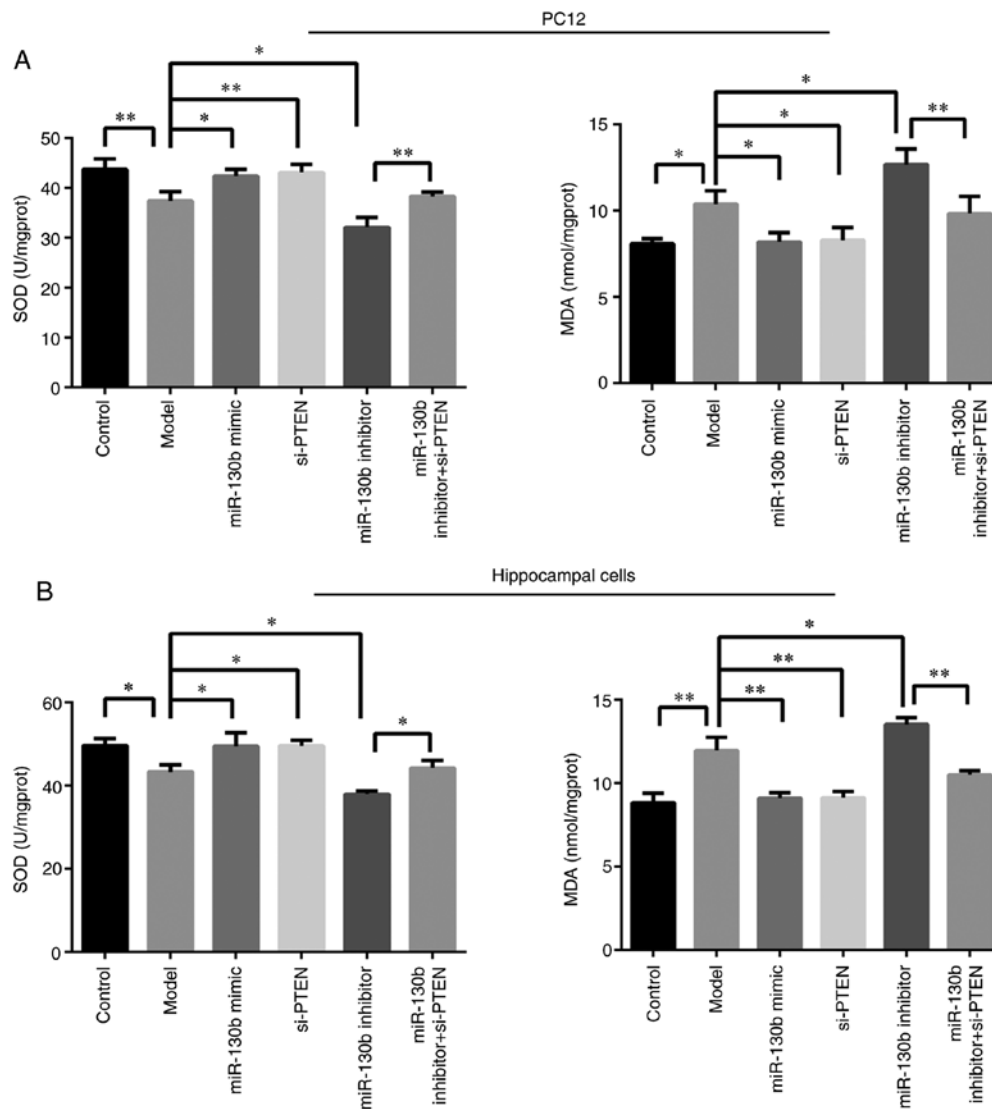 PC12
A
*
**
*
**
**
50
40
30
20
10
0
SOD (U/mgprot)
Control
Model
miR-130b mimic
si-PTEN
miR-130b inhibitor
miR-130b
inhibitor+si-PTEN
*
*
*
*
**
15
10
5
0
MDA (nmol/mgprot)
Control
Model
miR-130b mimic
si-PTEN
miR-130b inhibitor
miR-130b
inhibitor+si-PTEN
Hippocampal cells
B
*
*
*
*
*
60
40
20
0
SOD (U/mgprot)
Control
Model
miR-130b mimic
si-PTEN
miR-130b inhibitor
miR-130b
inhibitor+si-PTEN
*
**
**
**
**
15
10
5
0
MDA (nmol/mgprot)
Control
Model
miR-130b mimic
si-PTEN
miR-130b inhibitor
miR-130b
inhibitor+si-PTEN